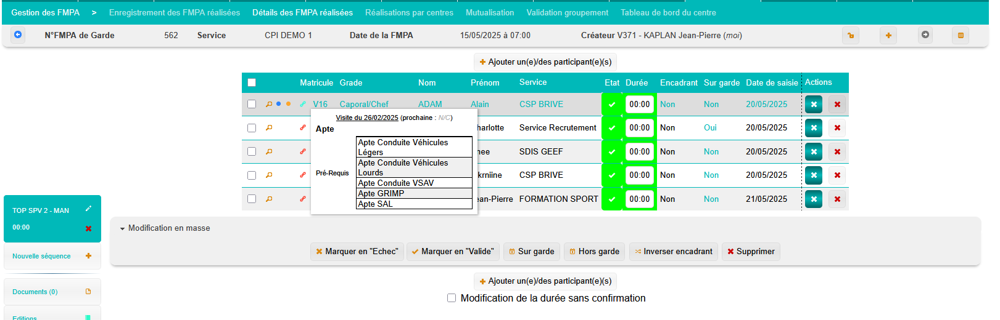 Gestion des FMPA > Enregistrement des FMPA réalisées Détails des FMPA réalisées Réalisations par centres Mutualisation Validation groupement Tableau de bord du centre
N°FMPA de Garde 562 Service CPI DEMO 1 Date de la FMPA 15/05/2025 à 07:00 Créateur V371 - KAPLAN Jean-Pierre (moi)
Ajouter un(e)/des participant(e)(s)
Matricule Grade Nom Prénom Service Etat Durée Encadrant Sur garde Date de saisie Actions
V16 Caporal/Chef ADAM Alain CSP BRIVE 00:00 Non Non 20/05/2025
Service Recrutement 00:00 Non Oui 20/05/2025
SDIS GEEF 00:00 Non Non 20/05/2025
CSP BRIVE 00:00 Non Non 20/05/2025
FORMATION SPORT 00:00 Non Non 21/05/2025
Visite du 26/02/2025 (prochaine : N/C)
Apte
Pré-Requis
Apte Conduite Véhicules
Légers
Apte Conduite Véhicules
Lourds
Apte Conduite VSAV
Apte GRIMP
Apte SAL
TOP SPV 2 - MAN
00:00
Nouvelle séquence
Documents (0)
Editions
Modification en masse
Marquer en "Echec" Marquer en "Valide" Sur garde Hors garde Inverser encadrant Supprimer
Ajouter un(e)/des participant(e)(s)
Modification de la durée sans confirmation